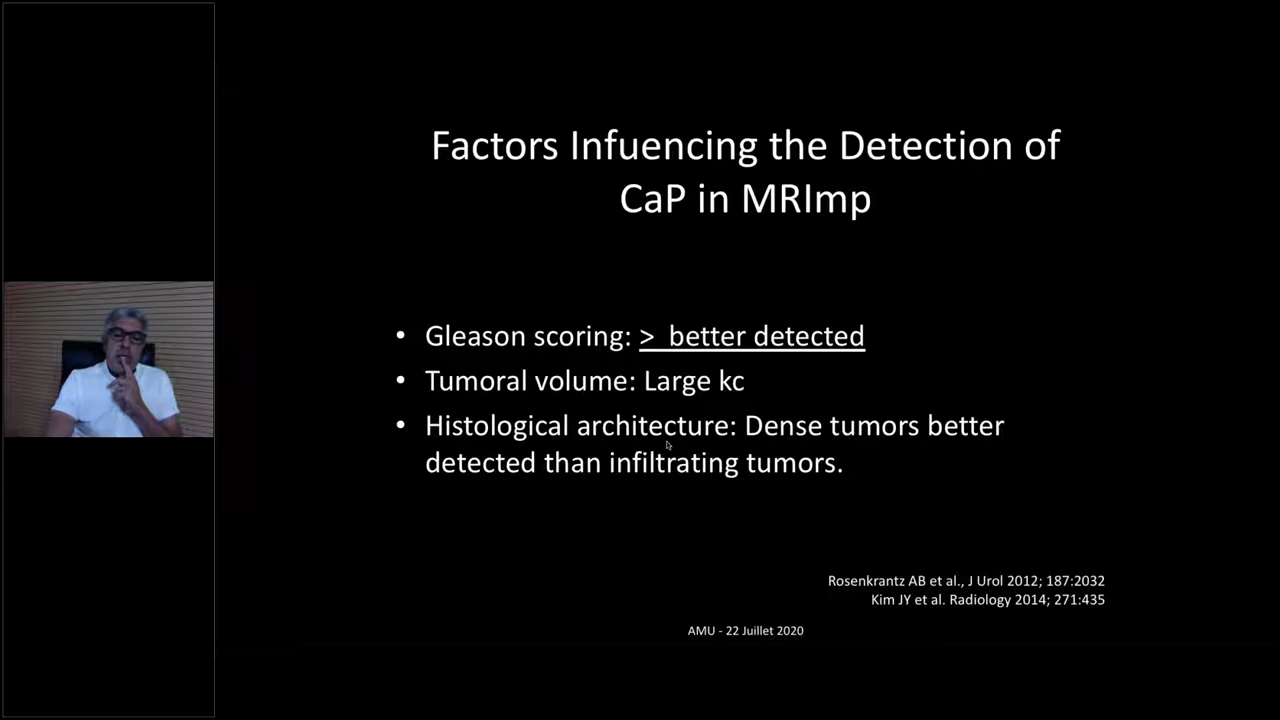 Factors Infuencing the Detection of
CaP in MRImp
• Gleason scoring: >  better detected
• Tumoral volume: Large kc
• Histological architecture: Dense tumors better
detected than infiltrating tumors.
Rosenkrantz AB et al., J Urol 2012; 187:2032
Kim JY et al. Radiology 2014; 271:435
AMU - 22 Juillet 2020